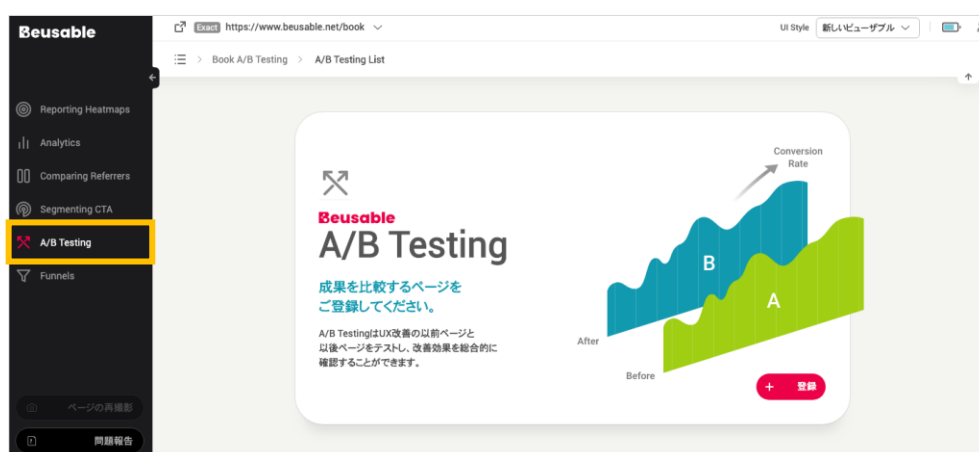 Beusable
Exact https://www.beusable.net/book
UI Style 新しいビューザブル
Book A/B Testing > A/B Testing List
Reporting Heatmaps
Analytics
Comparing Referrers
Segmenting CTA
A/B Testing
Funnels
ページの再撮影
問題報告
Beusable
A/B Testing
成果を比較するページを
ご登録してください。
A/B TestingはUX改善の以前ページと
以後ページをテストし、改善効果を総合的に
確認することができます。
Conversion
Rate
B
A
After
Before
+ 登録